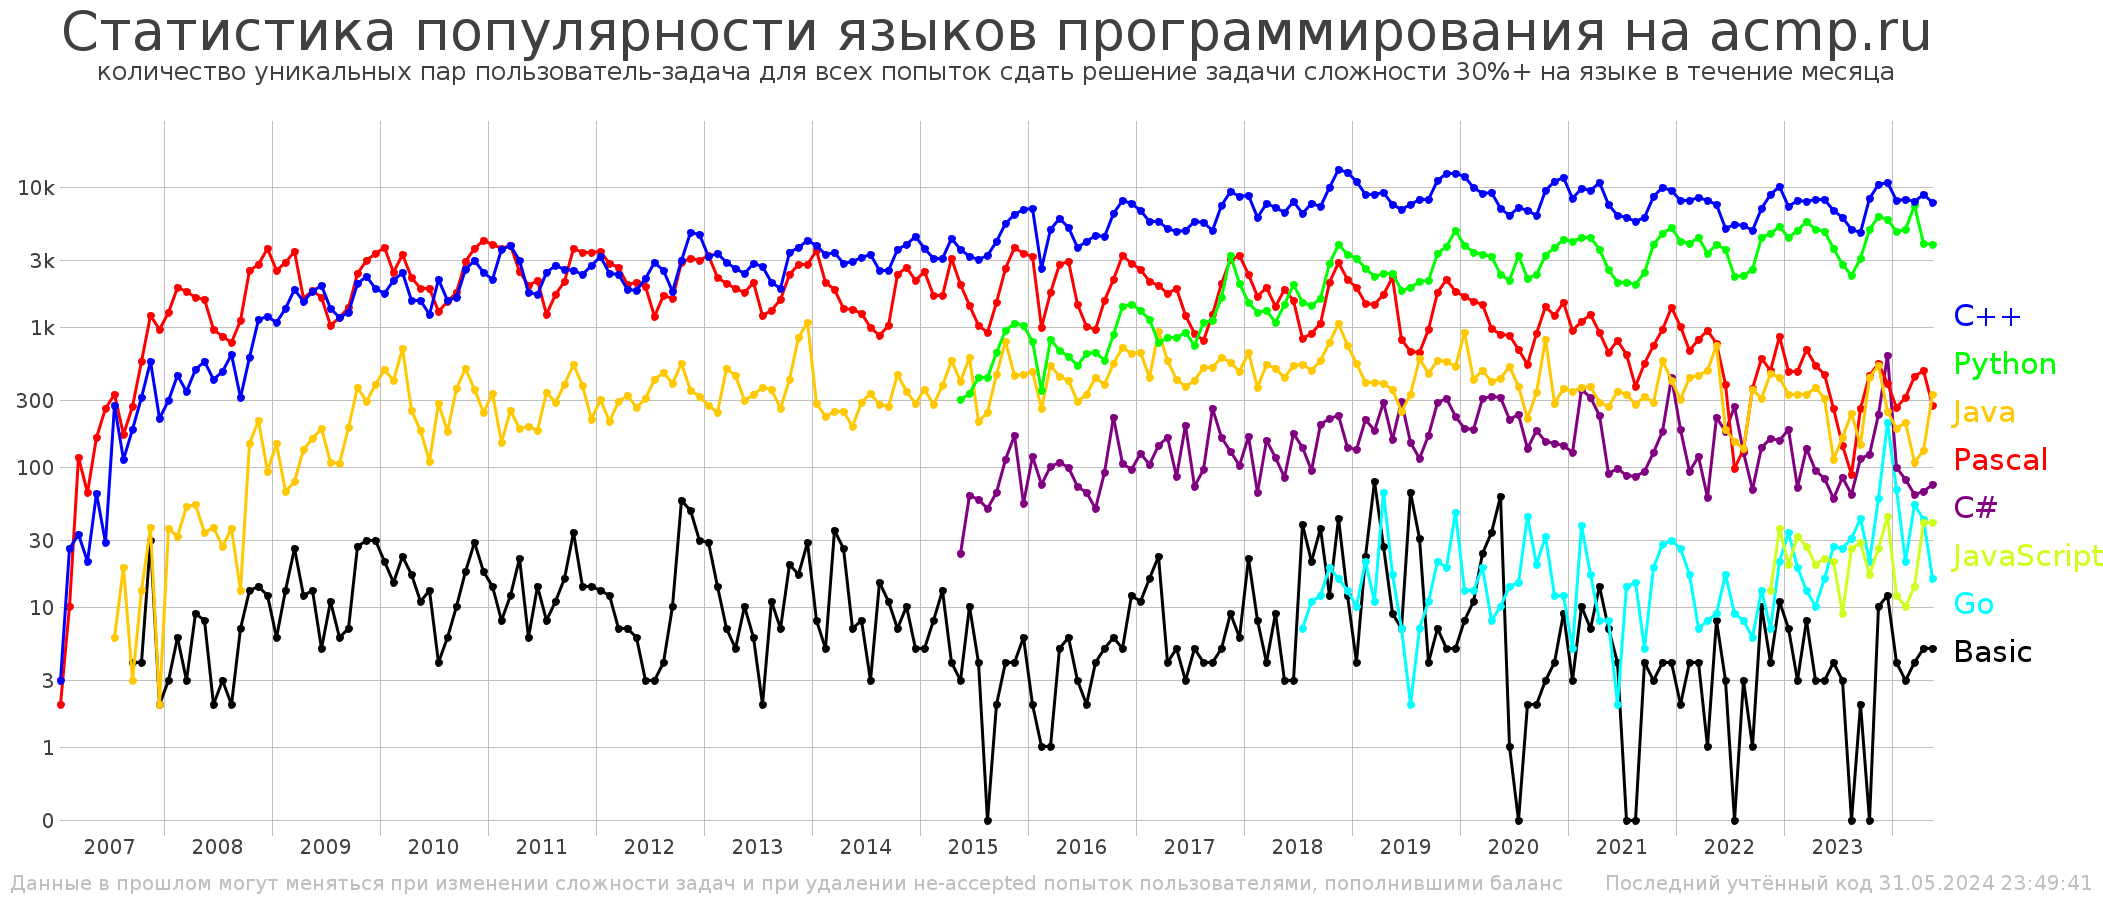 Статистика популярности языков программирования на acmp.ru
количество уникальных пар пользователь-задача для всех попыток сдать решение задачи сложности 30%+ на языке в течение месяца
10k
3k
1k
300
100
30
10
3
1
0
C++
Python
Java
Pascal
C#
JavaScript
Go
Basic
2007 2008 2009 2010 2011 2012 2013 2014 2015 2016 2017 2018 2019 2020 2021 2022 2023
Данные в прошлом могут меняться при изменении сложности задач и при удалении не-accepted попыток пользователями, пополнившими баланс Последний учтённый код 31.05.2024 23:49:41